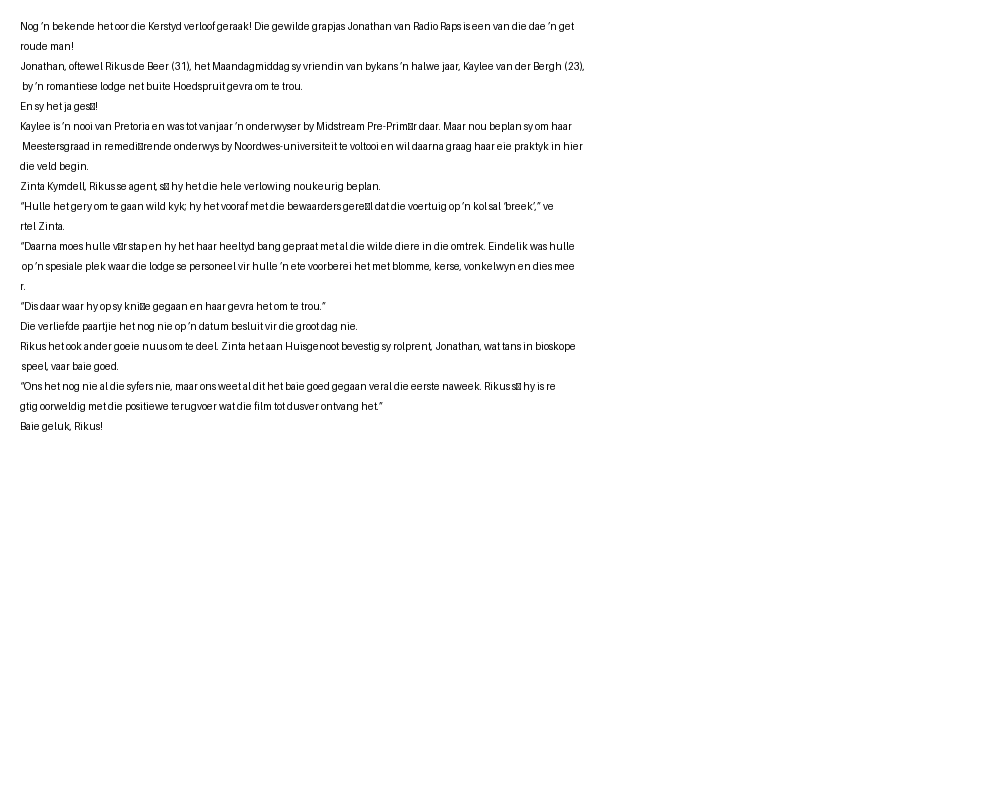 Nog ’n bekende het oor die Kerstyd verloof geraak! Die gewilde grapjas Jonathan van Radio Raps is een van die dae ’n get
roude man!
Jonathan, oftewel Rikus de Beer (31), het Maandagmiddag sy vriendin van bykans ’n halwe jaar, Kaylee van der Bergh (23),
by ’n romantiese lodge net buite Hoedspruit gevra om te trou.
En sy het ja ges□!
Kaylee is ’n nooi van Pretoria en was tot vanjaar ’n onderwyser by Midstream Pre-Prim□r daar. Maar nou beplan sy om haar
Meestersgraad in remedi□rende onderwys by Noordwes-universiteit te voltooi en wil daarna graag haar eie praktyk in hier
die veld begin.
Zinta Kymdell, Rikus se agent, s□ hy het die hele verlowing noukeurig beplan.
“Hulle het gery om te gaan wild kyk; hy het vooraf met die bewaarders gere□l dat die voertuig op ’n kol sal ‘breek’,” ve
rtel Zinta.
“Daarna moes hulle v□r stap en hy het haar heeltyd bang gepraat met al die wilde diere in die omtrek. Eindelik was hulle
op ’n spesiale plek waar die lodge se personeel vir hulle ’n ete voorberei het met blomme, kerse, vonkelwyn en dies mee
r.
“Dis daar waar hy op sy kni□e gegaan en haar gevra het om te trou.”
Die verliefde paartjie het nog nie op ’n datum besluit vir die groot dag nie.
Rikus het ook ander goeie nuus om te deel. Zinta het aan Huisgenoot bevestig sy rolprent, Jonathan, wat tans in bioskope
speel, vaar baie goed.
“Ons het nog nie al die syfers nie, maar ons weet al dit het baie goed gegaan veral die eerste naweek. Rikus s□ hy is re
gtig oorweldig met die positiewe terugvoer wat die film tot dusver ontvang het.”
Baie geluk, Rikus!